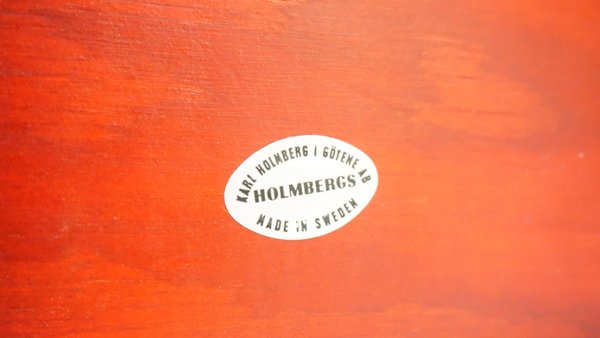 KARL HOLMBERG I GÖTENE AB
HOLMBERGS
MADE IN SWEDEN